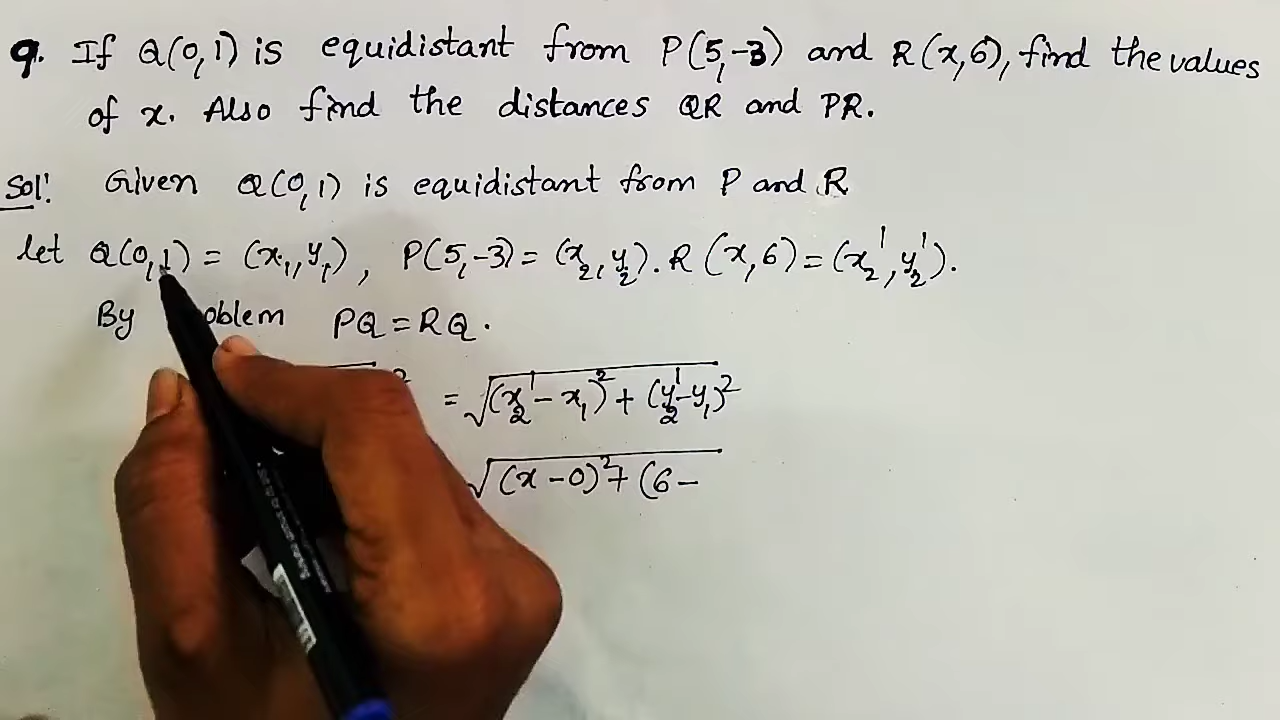 9. If Q(0,1) is equidistant from P(5,-3) and R(x,6), find the values
of x. Also find the distances QR and PR.
Sol: Given Q(0,1) is equidistant from P and R
let Q(0,1) = (x₁,y₁), P(5,-3) = (x₂,y₂). R(x,6) = (x₂',y₂').
By PQ = RQ.
= √(x₂'-x₁)²+(y₂'-y₁)²
√(x-0)²+(6-